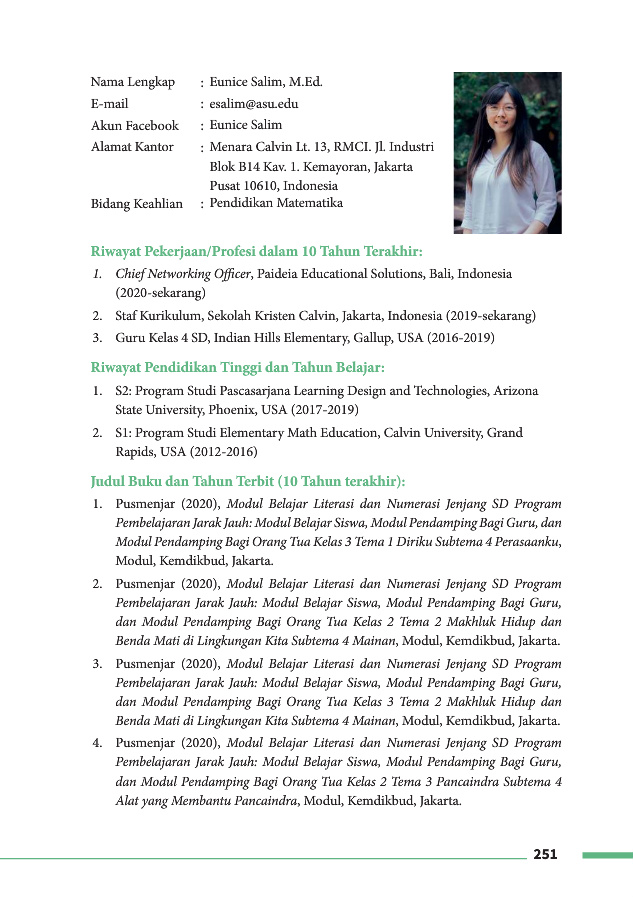 Nama Lengkap : Eunice Salim, M.Ed.
E-mail : esalim@asu.edu
Akun Facebook : Eunice Salim
Alamat Kantor : Menara Calvin Lt. 13, RMCI. Jl. Industri
Blok B14 Kav. 1. Kemayoran, Jakarta
Pusat 10610, Indonesia
Bidang Keahlian : Pendidikan Matematika
Riwayat Pekerjaan/Profesi dalam 10 Tahun Terakhir:
1. Chief Networking Officer, Paideia Educational Solutions, Bali, Indonesia
(2020-sekarang)
2. Staf Kurikulum, Sekolah Kristen Calvin, Jakarta, Indonesia (2019-sekarang)
3. Guru Kelas 4 SD, Indian Hills Elementary, Gallup, USA (2016-2019)
Riwayat Pendidikan Tinggi dan Tahun Belajar:
1. S2: Program Studi Pascasarjana Learning Design and Technologies, Arizona
State University, Phoenix, USA (2017-2019)
2. S1: Program Studi Elementary Math Education, Calvin University, Grand
Rapids, USA (2012-2016)
Judul Buku dan Tahun Terbit (10 Tahun terakhir):
1. Pusmenjar (2020), Modul Belajar Literasi dan Numerasi Jenjang SD Program
Pembelajaran Jarak Jauh: Modul Belajar Siswa, Modul Pendamping Bagi Guru, dan
Modul Pendamping Bagi Orang Tua Kelas 3 Tema 1 Diriku Subtema 4 Perasaanku,
Modul, Kemdikbud, Jakarta.
2. Pusmenjar (2020), Modul Belajar Literasi dan Numerasi Jenjang SD Program
Pembelajaran Jarak Jauh: Modul Belajar Siswa, Modul Pendamping Bagi Guru,
dan Modul Pendamping Bagi Orang Tua Kelas 2 Tema 2 Makhluk Hidup dan
Benda Mati di Lingkungan Kita Subtema 4 Mainan, Modul, Kemdikbud, Jakarta.
3. Pusmenjar (2020), Modul Belajar Literasi dan Numerasi Jenjang SD Program
Pembelajaran Jarak Jauh: Modul Belajar Siswa, Modul Pendamping Bagi Guru,
dan Modul Pendamping Bagi Orang Tua Kelas 3 Tema 2 Makhluk Hidup dan
Benda Mati di Lingkungan Kita Subtema 4 Mainan, Modul, Kemdikbud, Jakarta.
4. Pusmenjar (2020), Modul Belajar Literasi dan Numerasi Jenjang SD Program
Pembelajaran Jarak Jauh: Modul Belajar Siswa, Modul Pendamping Bagi Guru,
dan Modul Pendamping Bagi Orang Tua Kelas 2 Tema 3 Pancaindra Subtema 4
Alat yang Membantu Pancaindra, Modul, Kemdikbud, Jakarta.
251